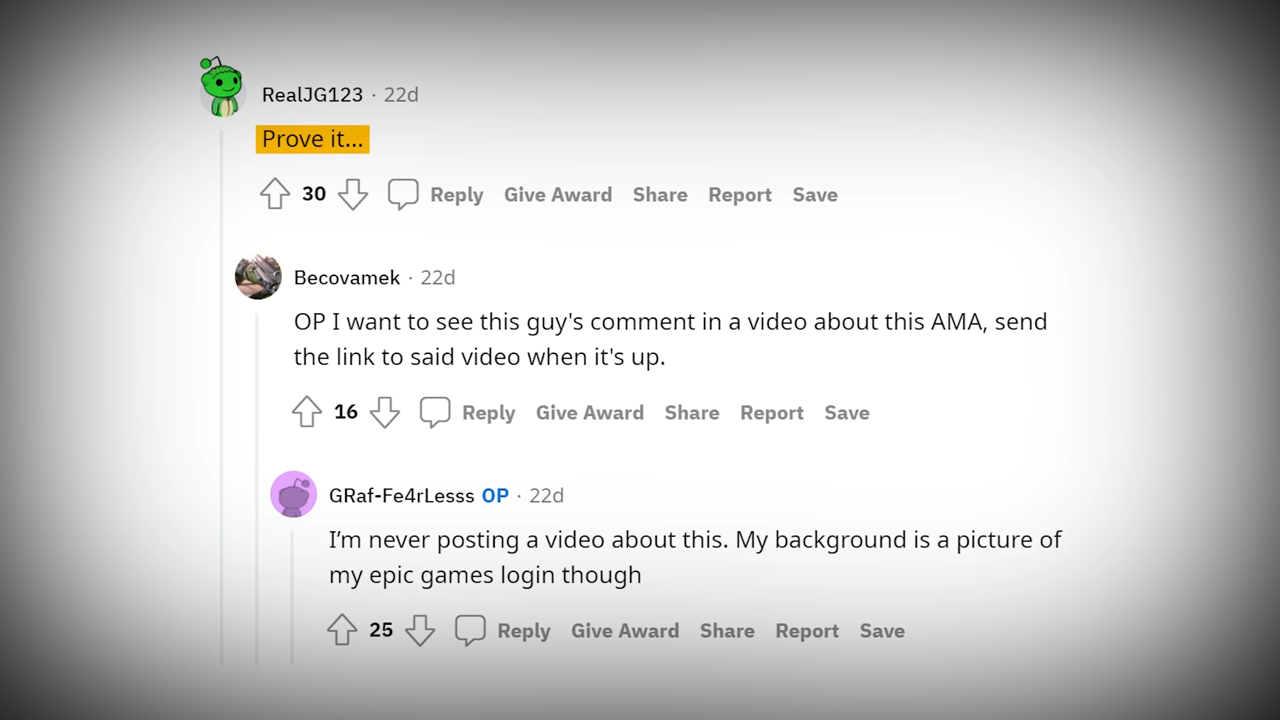 RealJG123 · 22d
Prove it...
30 Reply Give Award Share Report Save
Becovamek · 22d
OP I want to see this guy's comment in a video about this AMA, send
the link to said video when it's up.
16 Reply Give Award Share Report Save
GRaf-Fe4rLesss OP · 22d
I’m never posting a video about this. My background is a picture of
my epic games login though
25 Reply Give Award Share Report Save